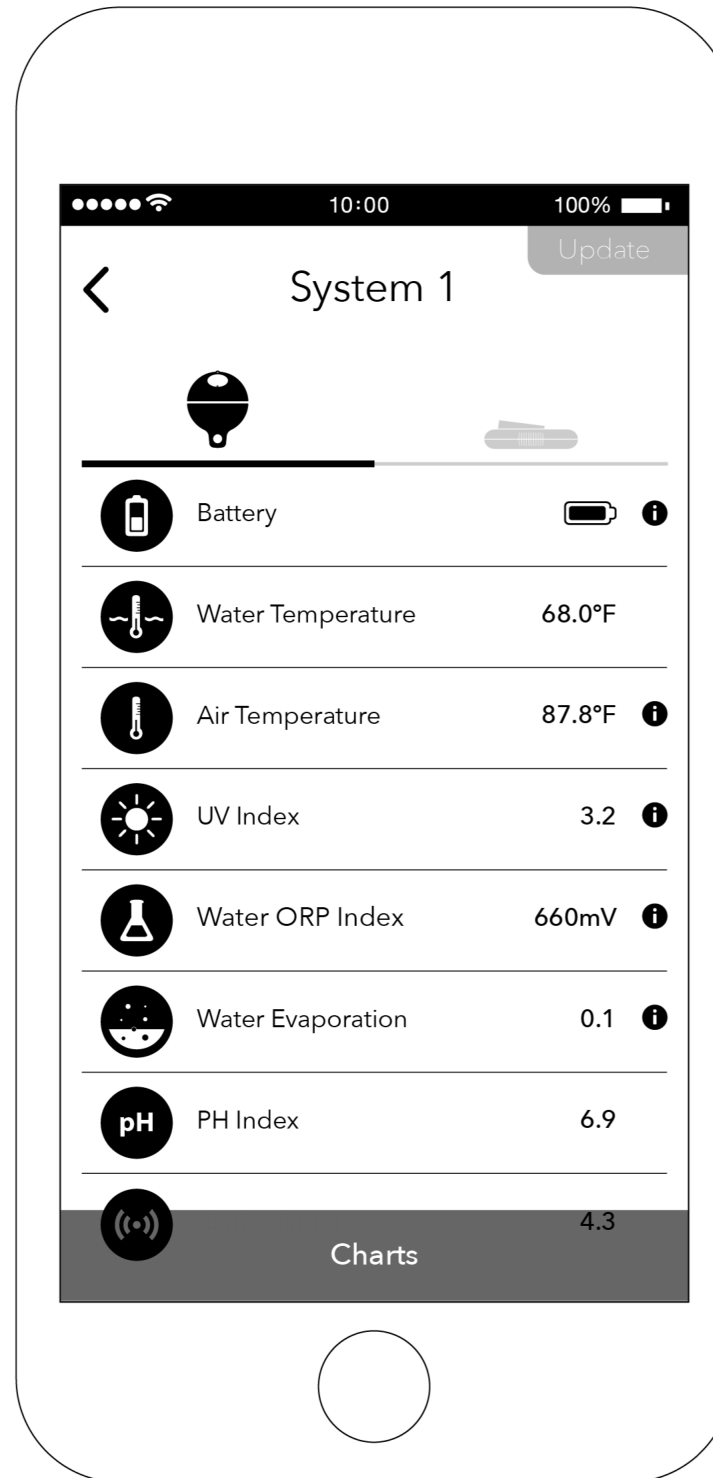 10:00 100%
Update
System 1
Battery
Water Temperature 68.0°F
Air Temperature 87.8°F
UV Index 3.2
Water ORP Index 660mV
Water Evaporation 0.1
pH PH Index 6.9
4.3
Charts